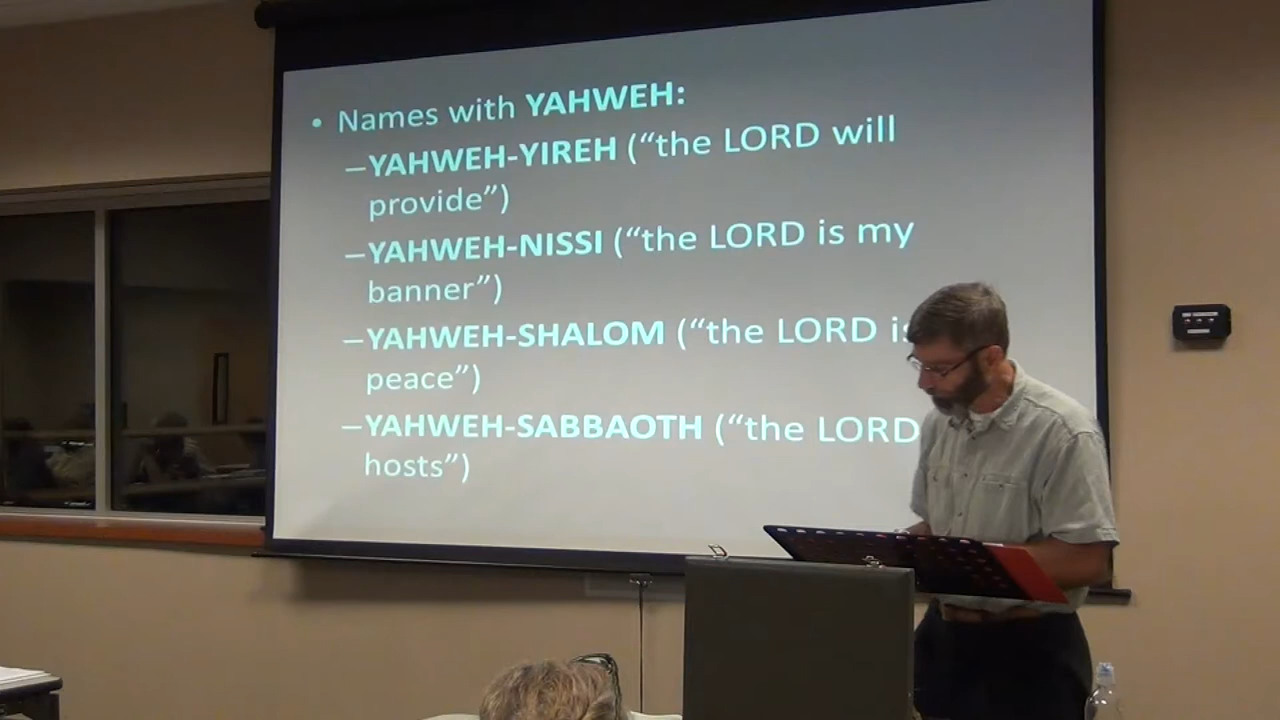 • Names with YAHWEH:
–YAHWEH-YIREH (“the LORD will
provide”)
–YAHWEH-NISSI (“the LORD is my
banner”)
–YAHWEH-SHALOM (“the LORD is
peace”)
–YAHWEH-SABBAOTH (“the LORD
hosts”)